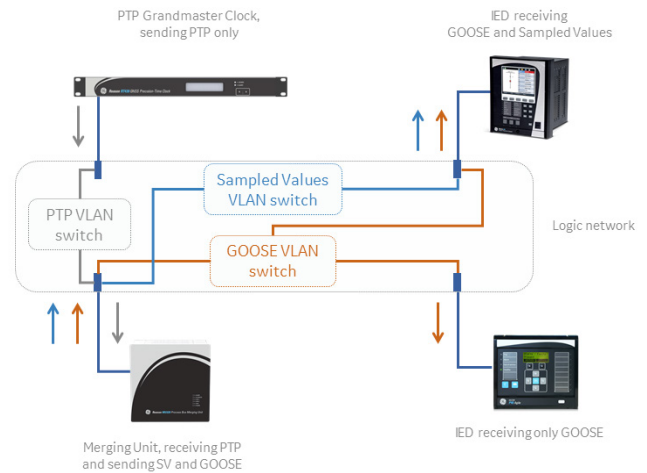 PTP Grandmaster Clock,
sending PTP only
IED receiving
GOOSE and Sampled Values
Sampled Values
VLAN switch
PTP VLAN
switch
GOOSE VLAN
switch
Logic network
Merging Unit, receiving PTP
and sending SV and GOOSE
IED receiving only GOOSE